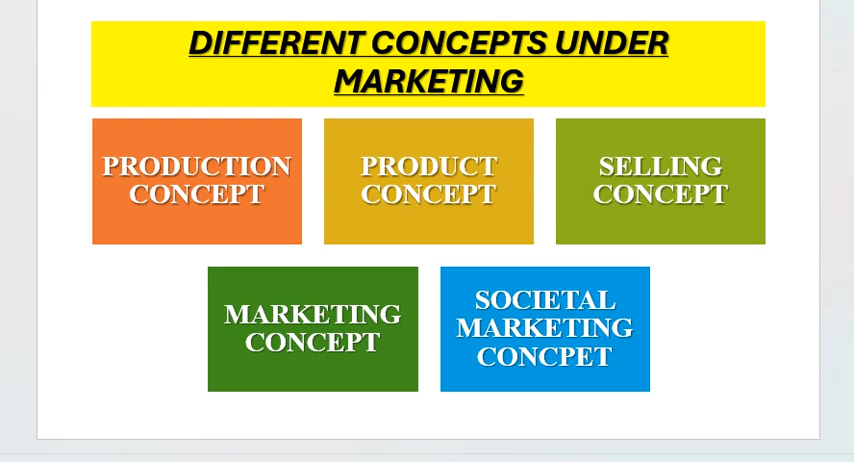 DIFFERENT CONCEPTS UNDER
MARKETING
PRODUCTION
CONCEPT
PRODUCT
CONCEPT
SELLING
CONCEPT
MARKETING
CONCEPT
SOCIETAL
MARKETING
CONCPET